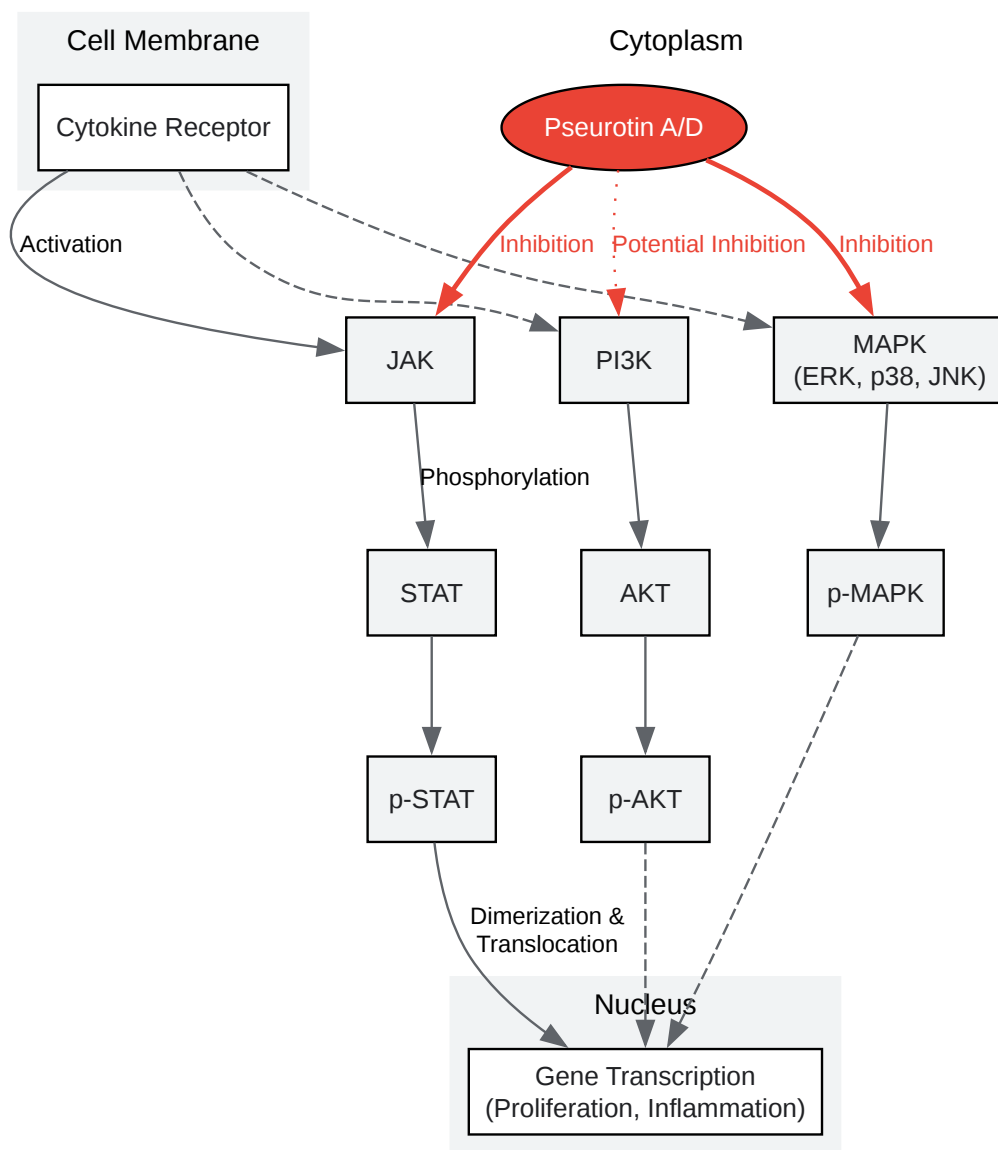 Cell Membrane
Cytoplasm
Cytokine Receptor
Pseurotin A/D
Activation
Inhibition
Potential Inhibition
Inhibition
JAK
PI3K
MAPK
(ERK, p38, JNK)
Phosphorylation
STAT
AKT
p-MAPK
p-STAT
p-AKT
Dimerization &
Translocation
Nucleus
Gene Transcription
(Proliferation, Inflammation)